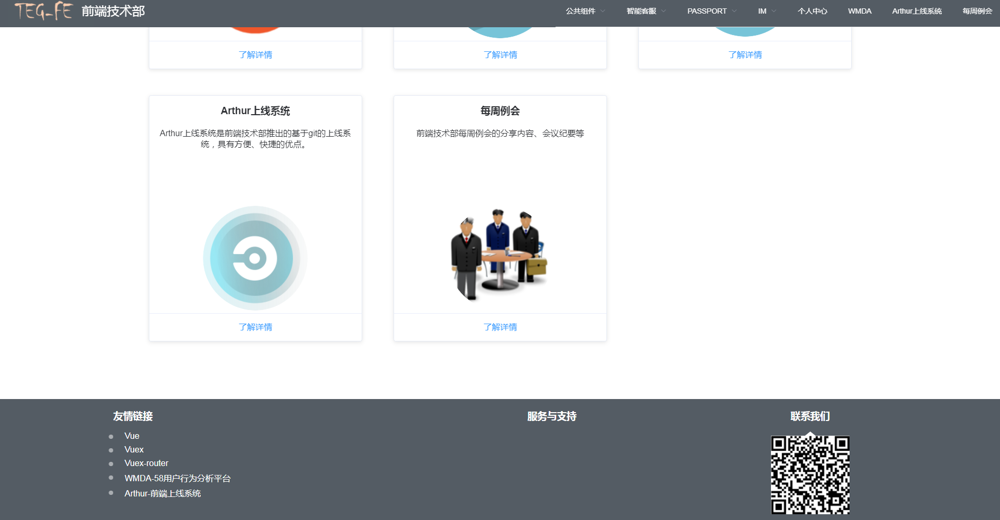 TEG-FE 前端技术部 公共组件 智能客服 PASSPORT IM 个人中心 WMDA Arthur上线系统 每周例会
了解详情 了解详情 了解详情
Arthur上线系统
Arthur上线系统是前端技术部推出的基于git的上线系
统，具有方便、快捷的优点。
了解详情
每周例会
前端技术部每周例会的分享内容、会议纪要等
了解详情
友情链接
Vue
Vuex
Vuex-router
WMDA-58用户行为分析平台
Arthur-前端上线系统
服务与支持
联系我们